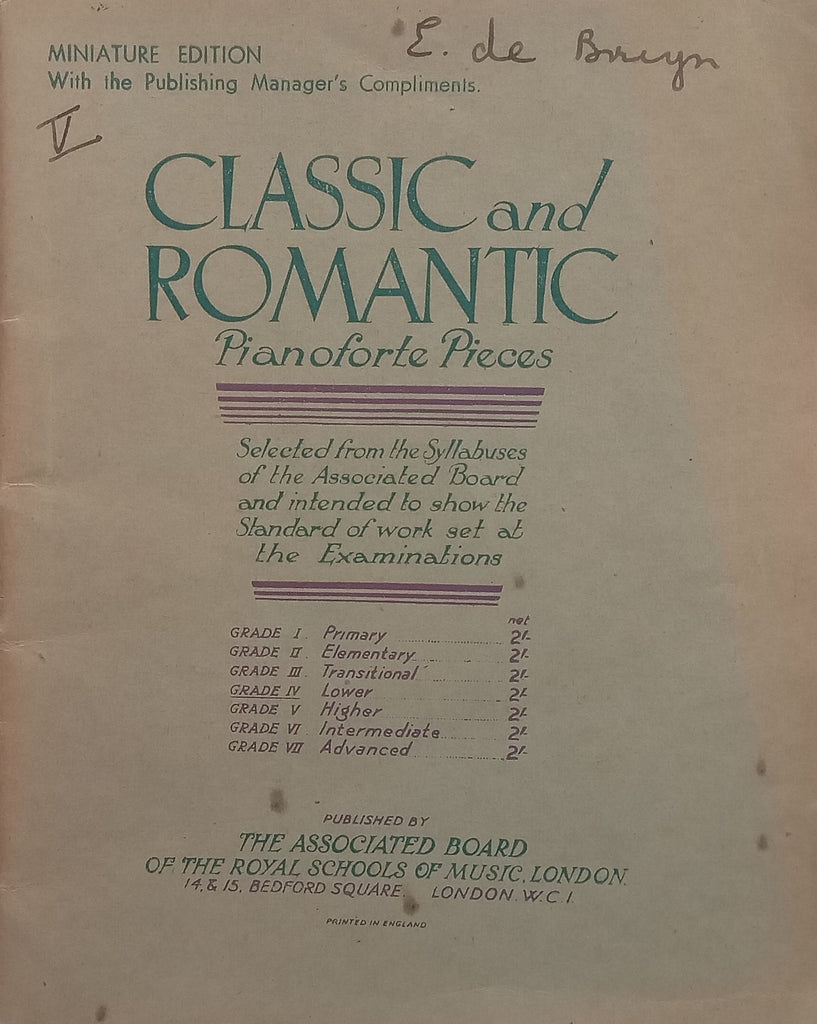 E. de Bruyn
MINIATURE EDITION
With the Publishing Manager's Compliments.
V
CLASSIC and
ROMANTIC
Pianoforte Pieces
Selected from the Syllabuses
of the Associated Board
and intended to show the
Standard of work set at
the Examinations
net
GRADE I. Primary 2/-
GRADE II. Elementary 2/-
GRADE III. Transitional 2/-
GRADE IV Lower 2/-
GRADE V Higher 2/-
GRADE VI Intermediate 2/-
GRADE VII Advanced 2/-
PUBLISHED BY
THE ASSOCIATED BOARD
OF THE ROYAL SCHOOLS OF MUSIC, LONDON.
14, & 15, BEDFORD SQUARE, LONDON. W.C.1.
PRINTED IN ENGLAND